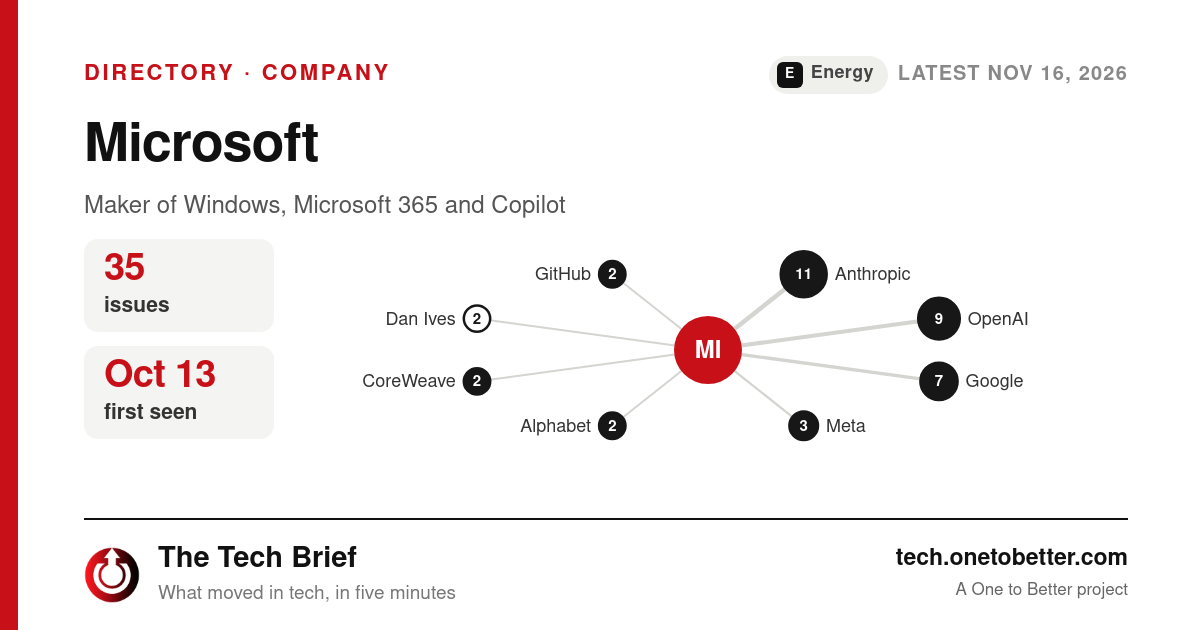 DIRECTORY · COMPANY
E Energy
LATEST NOV 16, 2026
Microsoft
Maker of Windows, Microsoft 365 and Copilot
35
issues
Oct 13
first seen
GitHub 2
11 Anthropic
Dan Ives 2
9 OpenAI
MI
CoreWeave 2
7 Google
Alphabet 2
3 Meta
The Tech Brief
What moved in tech, in five minutes
tech.onetobetter.com
A One to Better project